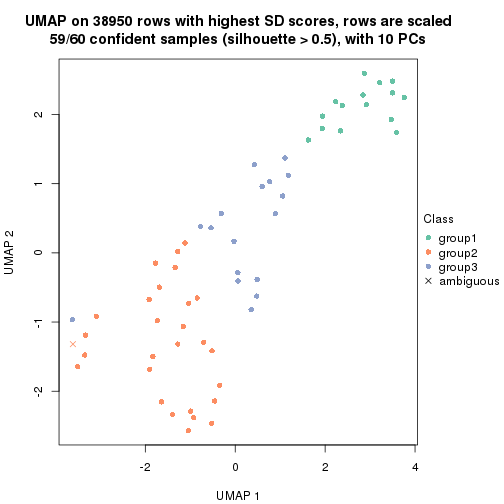 UMAP on 38950 rows with highest SD scores, rows are scaled
59/60 confident samples (silhouette > 0.5), with 10 PCs
2
1
0
-1
-2
UMAP 2
-2
0
2
4
UMAP 1
Class
group1
group2
group3
ambiguous